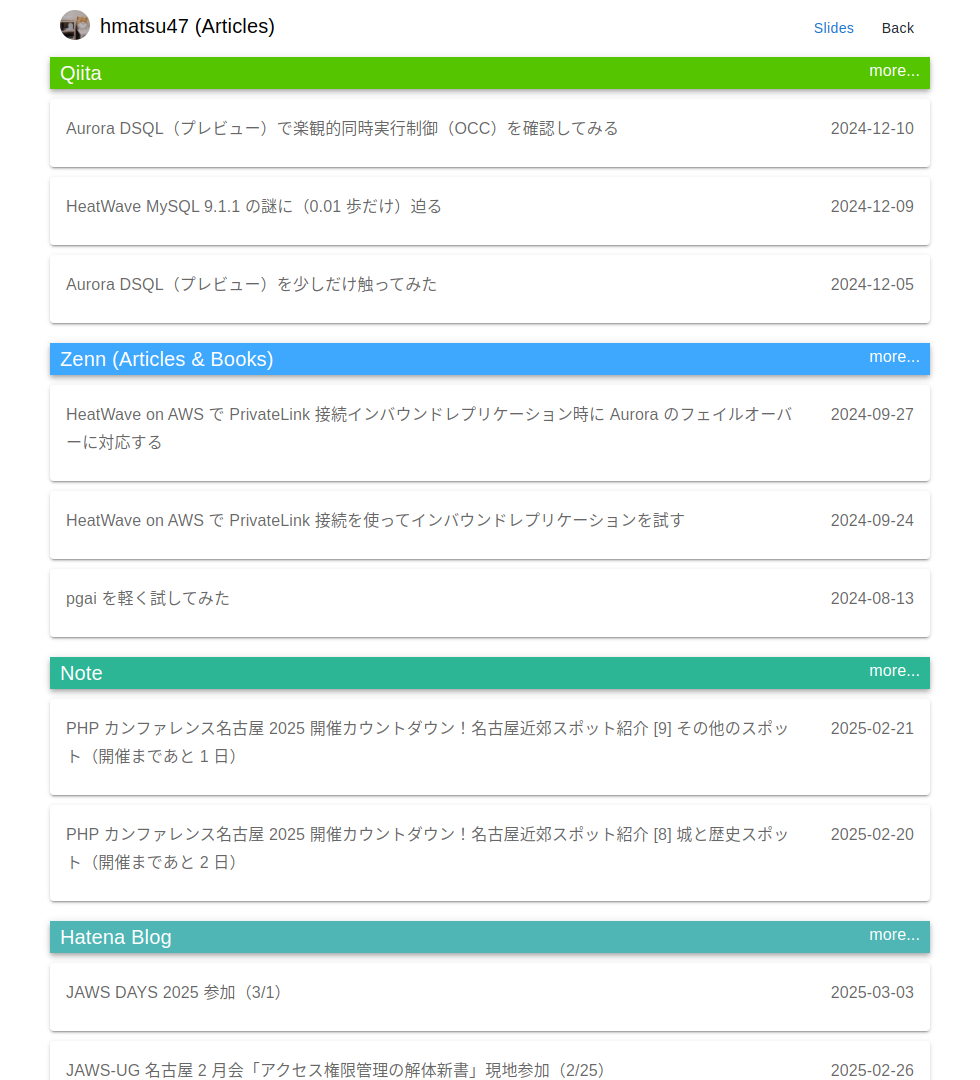 hmatsu47 (Articles)
Slides
Back
Qiita
more...
Aurora DSQL（プレビュー）で楽観的同時実行制御（OCC）を確認してみる
2024-12-10
HeatWave MySQL 9.1.1 の謎に（0.01 歩だけ）迫る
2024-12-09
Aurora DSQL（プレビュー）を少しだけ触ってみた
2024-12-05
Zenn (Articles & Books)
more...
HeatWave on AWS で PrivateLink 接続インバウンドレプリケーション時に Aurora のフェイルオーバ
2024-09-27
ーに対応する
HeatWave on AWS で PrivateLink 接続を使ってインバウンドレプリケーションを試す
2024-09-24
pgai を軽く試してみた
2024-08-13
Note
more...
PHP カンファレンス名古屋 2025 開催カウントダウン！名古屋近郊スポット紹介 [9] その他のスポッ
2025-02-21
ト（開催まであと 1 日）
PHP カンファレンス名古屋 2025 開催カウントダウン！名古屋近郊スポット紹介 [8] 城と歴史スポッ
2025-02-20
ト（開催まであと 2 日）
Hatena Blog
more...
JAWS DAYS 2025 参加（3/1）
2025-03-03
JAWS-UG 名古屋 2 月会「アクセス権限管理の解体新書」現地参加（2/25）
2025-02-26